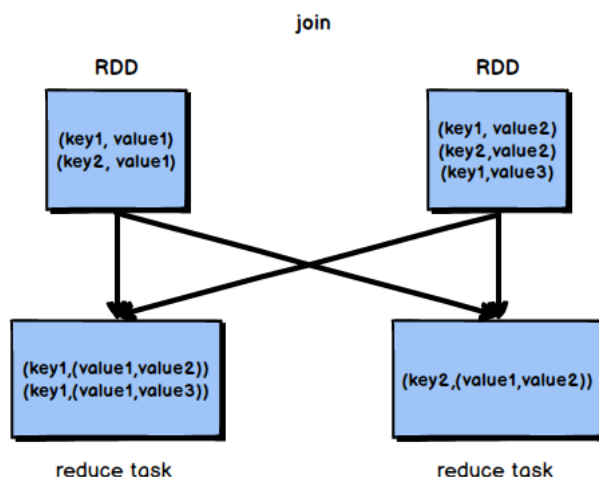 join
RDD
RDD
(key1, value1)
(key2, value1)
(key1, value2)
(key2,value2)
(key1,value3)
(key1,(value1,value2))
(key1,(value1,value3))
(key2,(value1,value2))
reduce task
reduce task